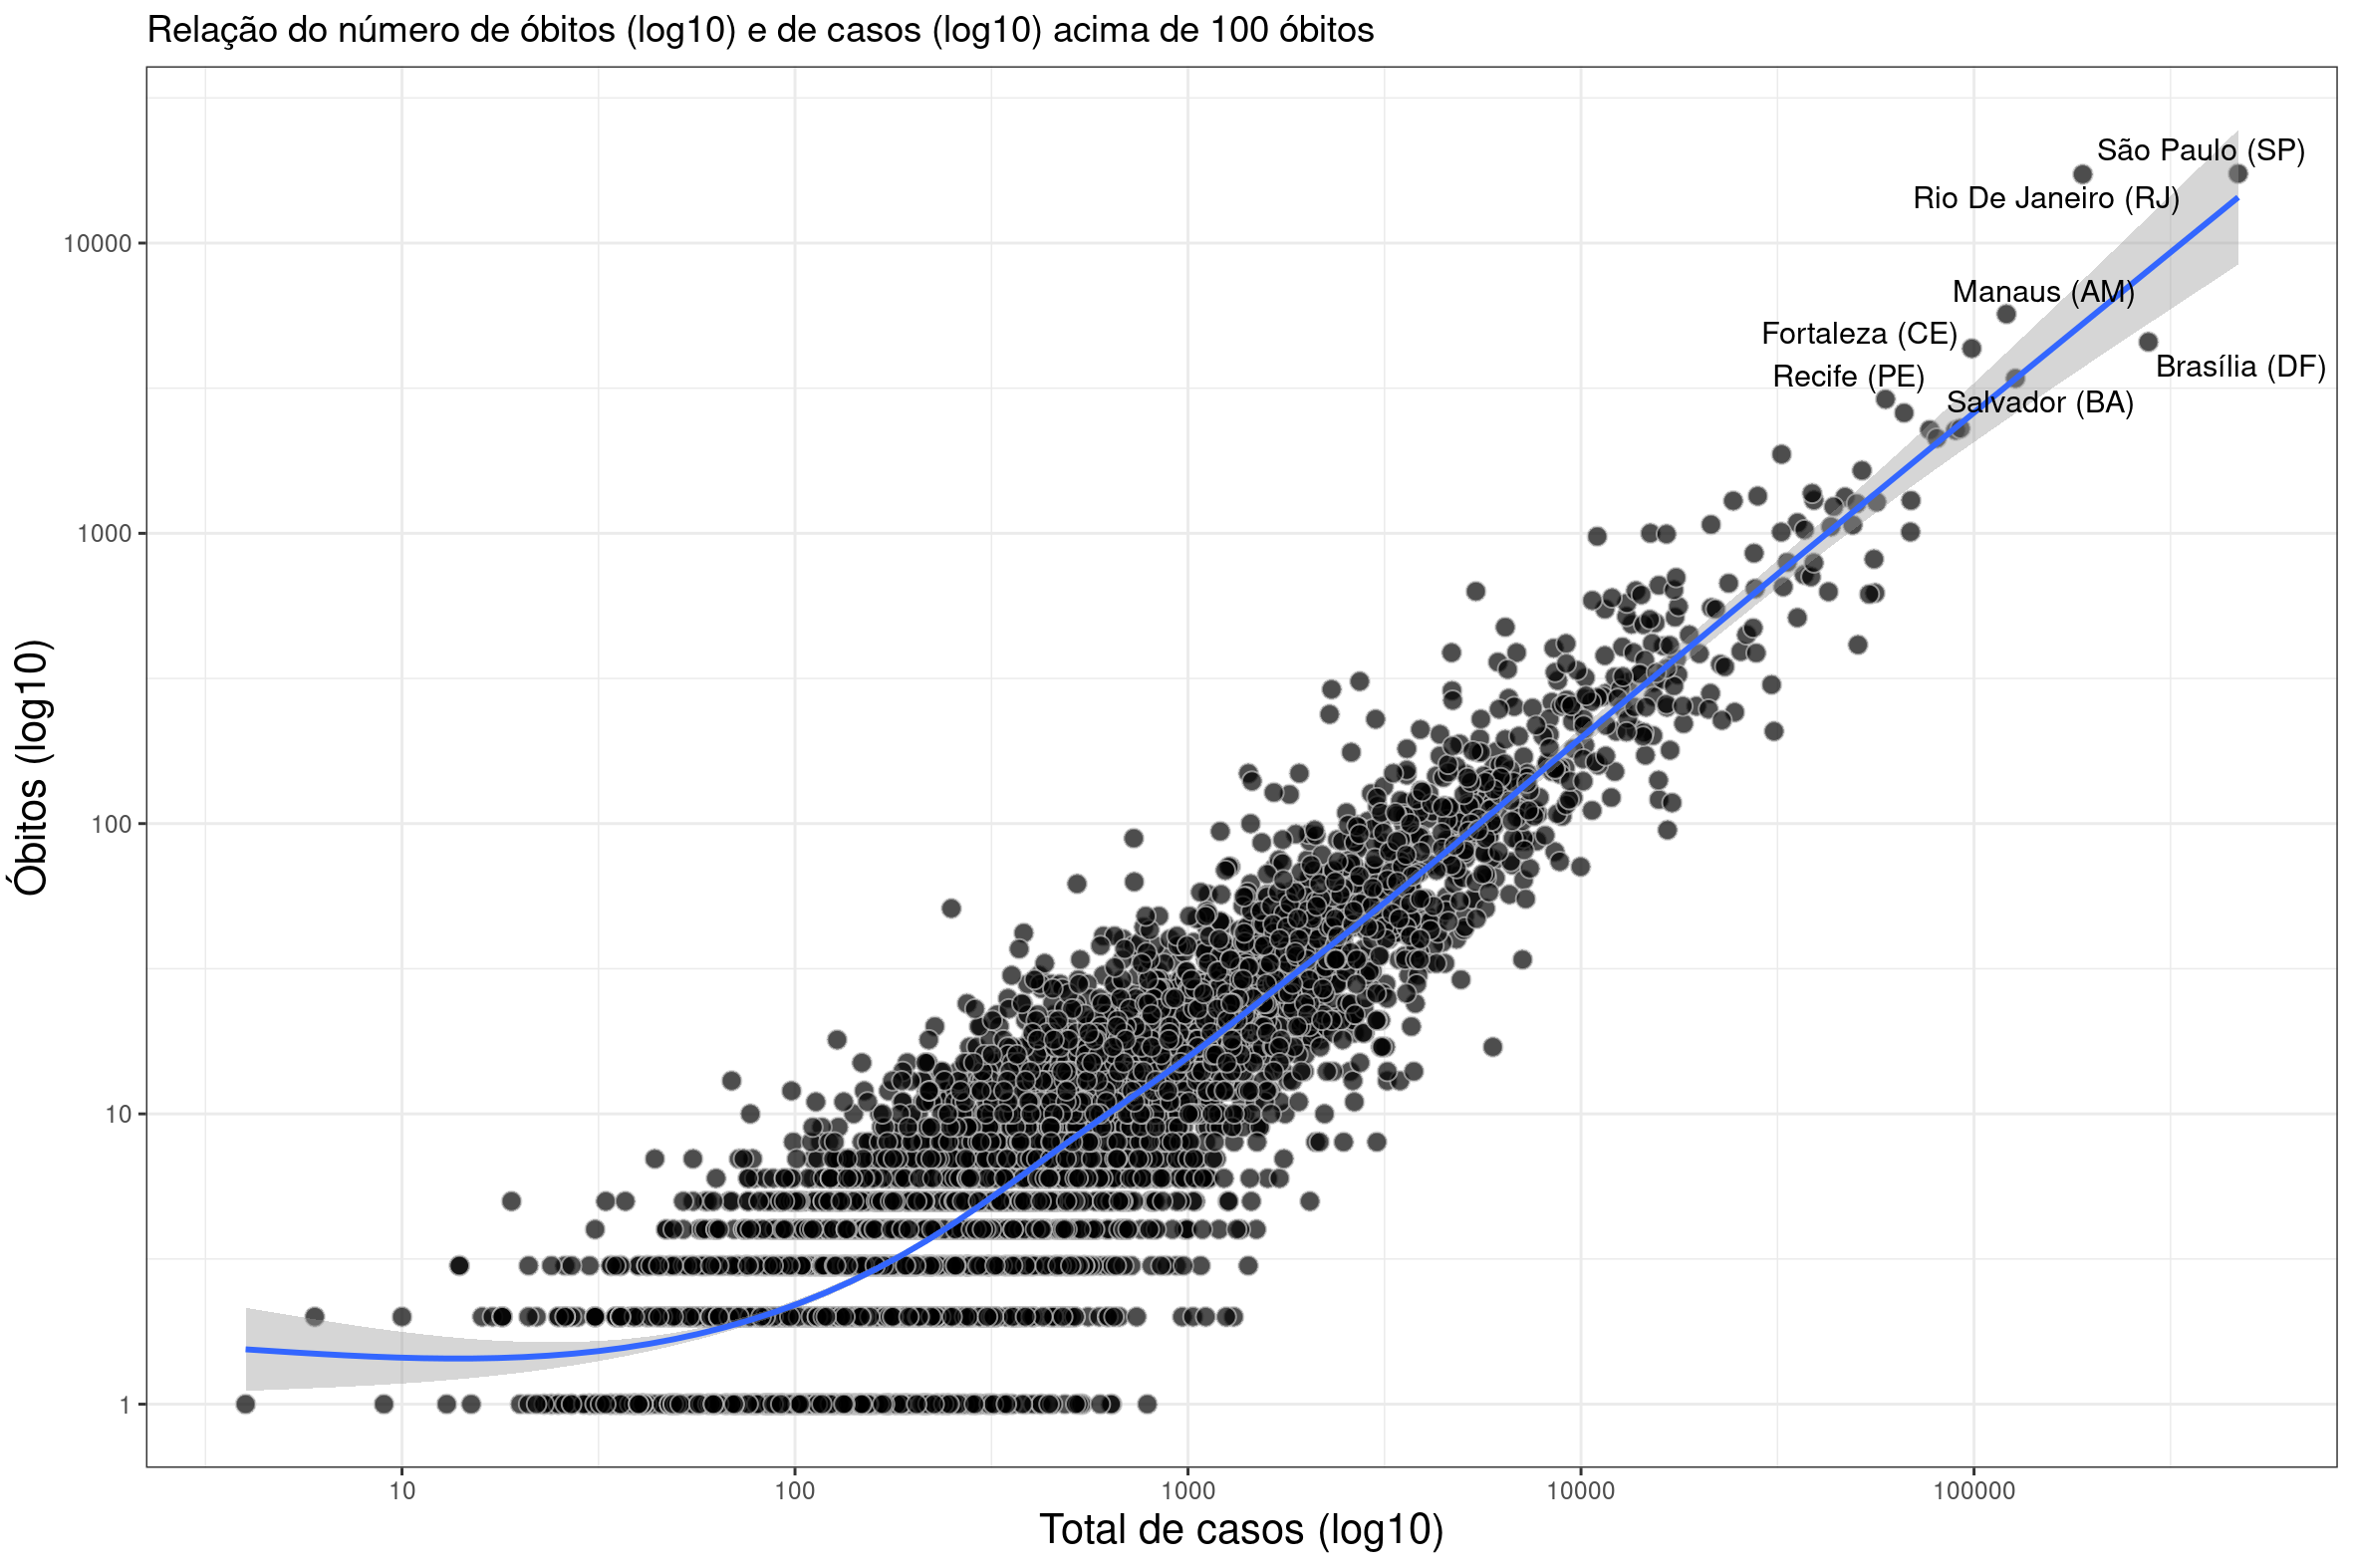 Relação do número de óbitos (log10) e de casos (log10) acima de 100 óbitos
São Paulo (SP)
Rio De Janeiro (RJ)
Manaus (AM)
Fortaleza (CE)
Brasília (DF)
Recife (PE)
Salvador (BA)
Óbitos (log10)
10000
1000
100
10
1
10
100
1000
10000
100000
Total de casos (log10)